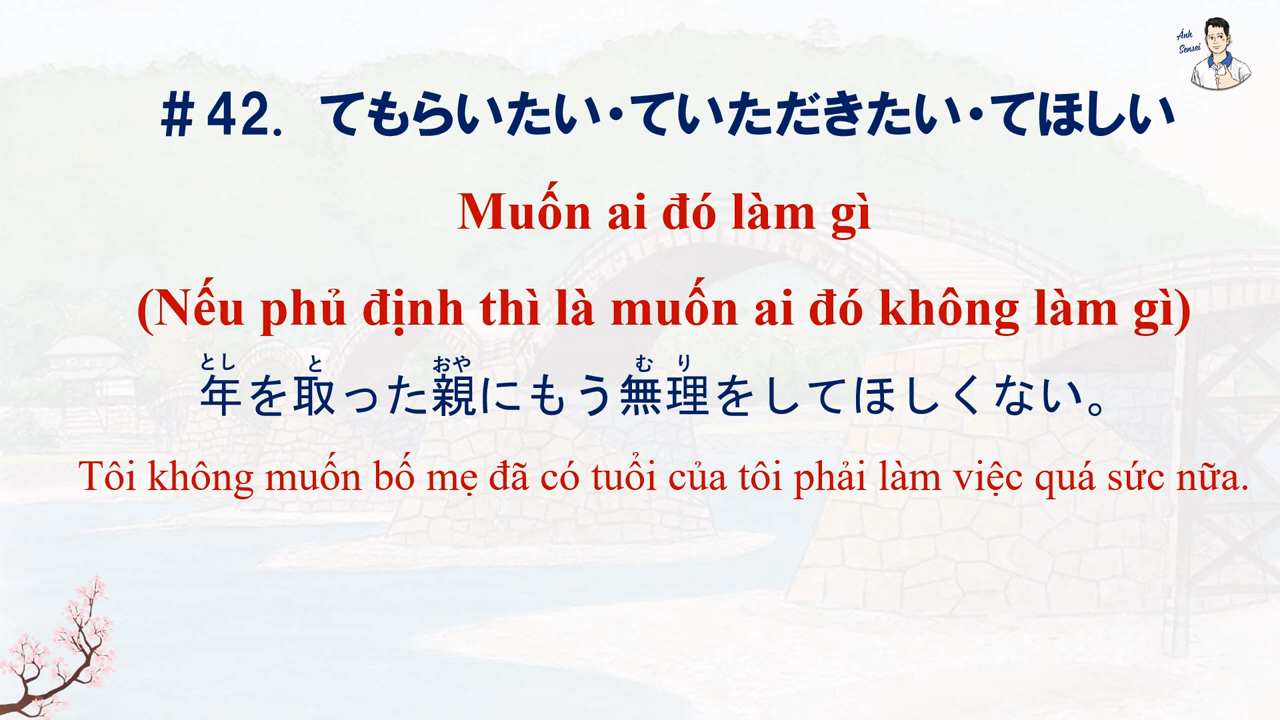 Ánh
Sensei
#42. てもらいたい・ていただきたい・てほしい
Muốn ai đó làm gì
(Nếu phủ định thì là muốn ai đó không làm gì)
とし と おや む り
年を取った親にもう無理をしてほしくない。
Tôi không muốn bố mẹ đã có tuổi của tôi phải làm việc quá sức nữa.